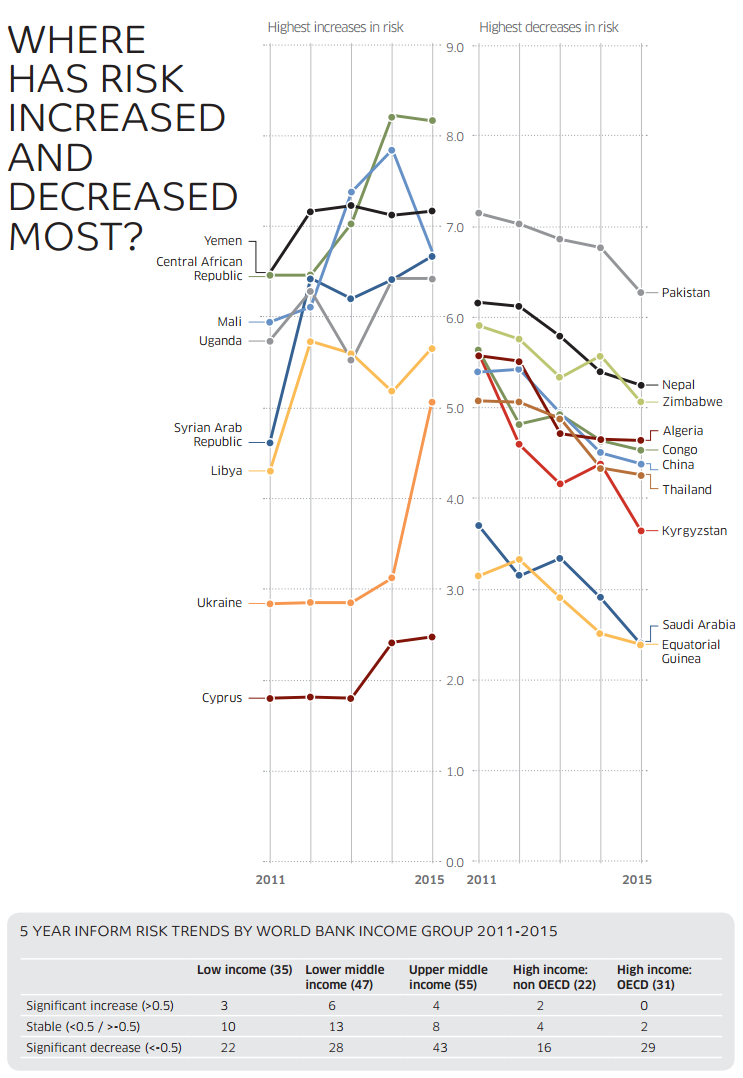 WHERE
HAS RISK
INCREASED
AND
DECREASED
MOST?
Highest increases in risk
Highest decreases in risk
9.0
8.0
7.0
6.0
5.0
4.0
3.0
2.0
1.0
0.0
Yemen
Central African
Republic
Mali
Uganda
Syrian Arab
Republic
Libya
Ukraine
Cyprus
Pakistan
Nepal
Zimbabwe
Algeria
Congo
China
Thailand
Kyrgyzstan
Saudi Arabia
Equatorial
Guinea
2011 2015 2011 2015
5 YEAR INFORM RISK TRENDS BY WORLD BANK INCOME GROUP 2011-2015
Low income (35) Lower middle Upper middle High income: High income:
income (47) income (55) non OECD (22) OECD (31)
Significant increase (>0.5) 3 6 4 2 0
Stable (<0.5 / >-0.5) 10 13 8 4 2
Significant decrease (<-0.5) 22 28 43 16 29